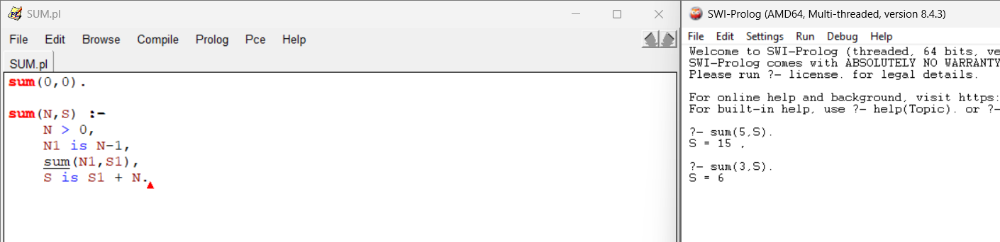 SUM.pl
File Edit Browse Compile Prolog Pce Help
SUM.pl
sum(0,0).
sum(N,S) :-
N > 0,
N1 is N-1,
sum(N1,S1),
S is S1 + N.
SWI-Prolog (AMD64, Multi-threaded, version 8.4.3)
File Edit Settings Run Debug Help
Welcome to SWI-Prolog (threaded, 64 bits, ve
SWI-Prolog comes with ABSOLUTELY NO WARRANTY
Please run ?- license. for legal details.
For online help and background, visit https:
For built-in help, use ?- help(Topic). or ?-
?- sum(5,S).
S = 15 ,
?- sum(3,S).
S = 6